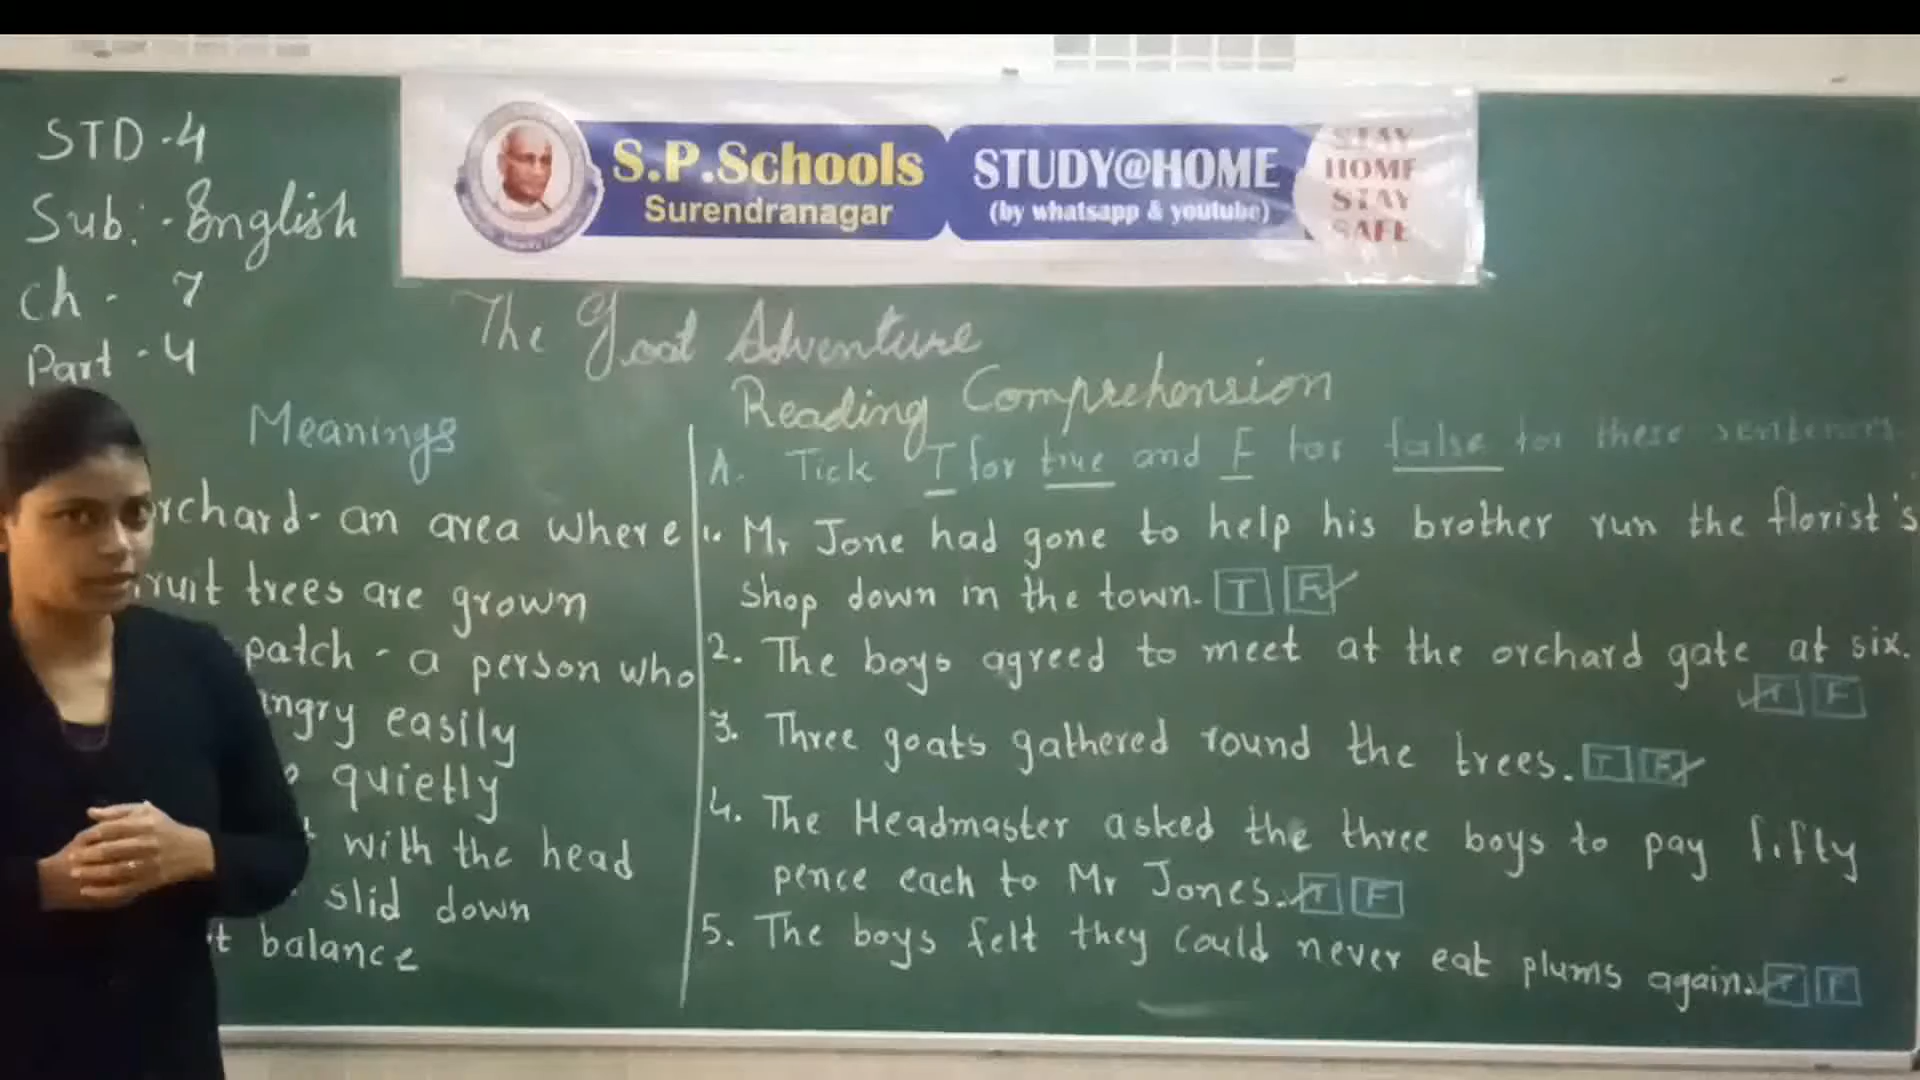 S.P.Schools
Surendranagar
STUDY@HOME
(by whatsapp & youtube)
STAY
HOME
STAY
SAFE
STD - 4
Sub: - English
Ch - 7
Part - 4
The Goat Adventure
Reading Comprehension
Meanings
rchard - an area where
ruit trees are grown
patch - a person who
angry easily
quietly
with the head
slid down
balance
A. Tick T for true and F for false for these sentences.
1. Mr Jone had gone to help his brother run the florist's
shop down in the town. T F
2. The boys agreed to meet at the orchard gate at six.
T F
3. Three goats gathered round the trees. T F
4. The Headmaster asked the three boys to pay fifty
pence each to Mr Jones. T F
5. The boys felt they could never eat plums again. T F